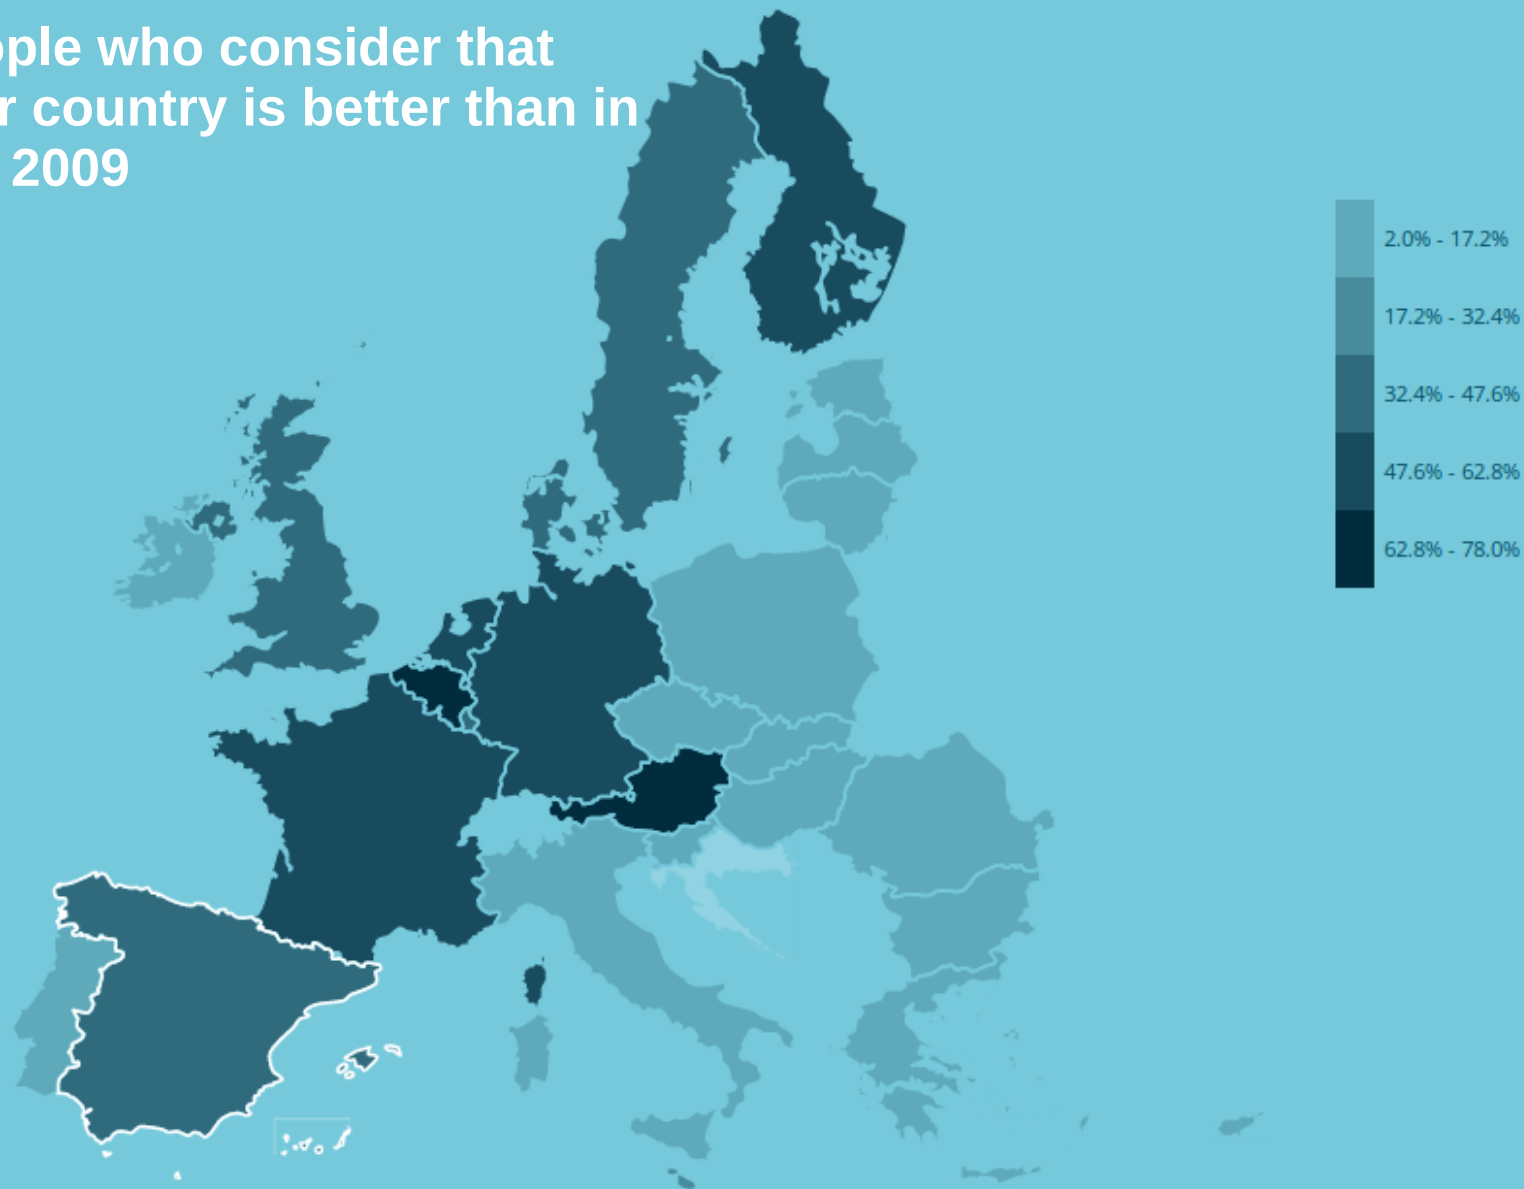 ople who consider that
r country is better than in
2009
2.0% - 17.2%
17.2% - 32.4%
32.4% - 47.6%
47.6% - 62.8%
62.8% - 78.0%